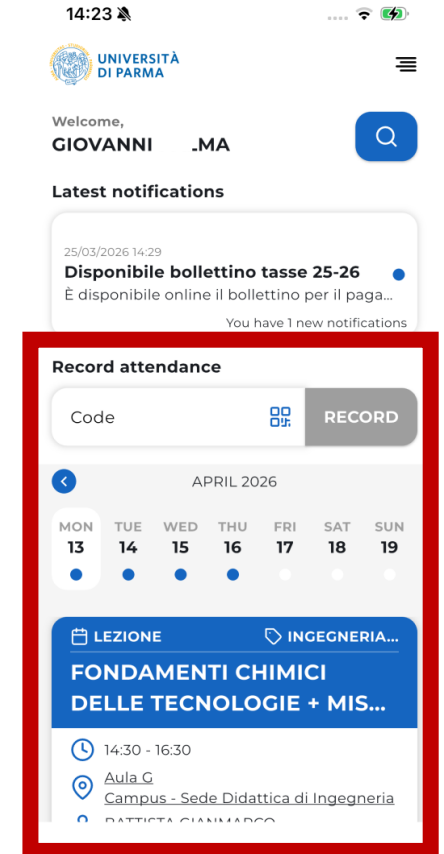 14:23
UNIVERSITÀ
DI PARMA
Welcome,
GIOVANNI MA
Latest notifications
25/03/2026 14:29
Disponibile bollettino tasse 25-26
È disponibile online il bollettino per il paga...
You have 1 new notifications
Record attendance
Code
RECORD
APRIL 2026
MON TUE WED THU FRI SAT SUN
13 14 15 16 17 18 19
LEZIONE INGEGNERIA...
FONDAMENTI CHIMICI
DELLE TECNOLOGIE + MIS...
14:30 - 16:30
Aula G
Campus - Sede Didattica di Ingegneria
BATTISTA GIANMARCO